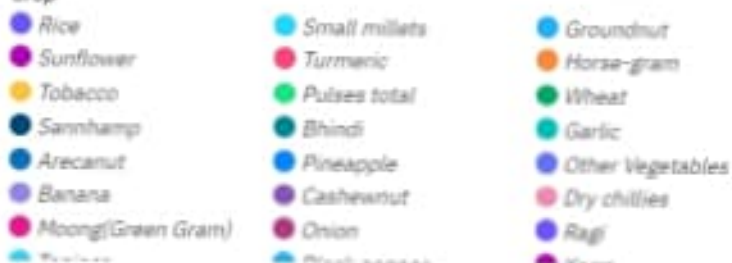 Rice Small millets Groundnut
Sunflower Turmeric Horse-gram
Tobacco Pulses total Wheat
Sannhamp Bhindi Garlic
Arecanut Pineapple Other Vegetables
Banana Cashewnut Dry chillies
Moong(Green Gram) Onion Ragi